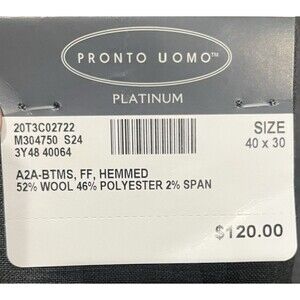 PRONTO UOMO™
PLATINUM
20T3C02722
M304750 S24
3Y48 40064
SIZE
40 x 30
A2A-BTMS, FF, HEMMED
52% WOOL 46% POLYESTER 2% SPAN
$120.00